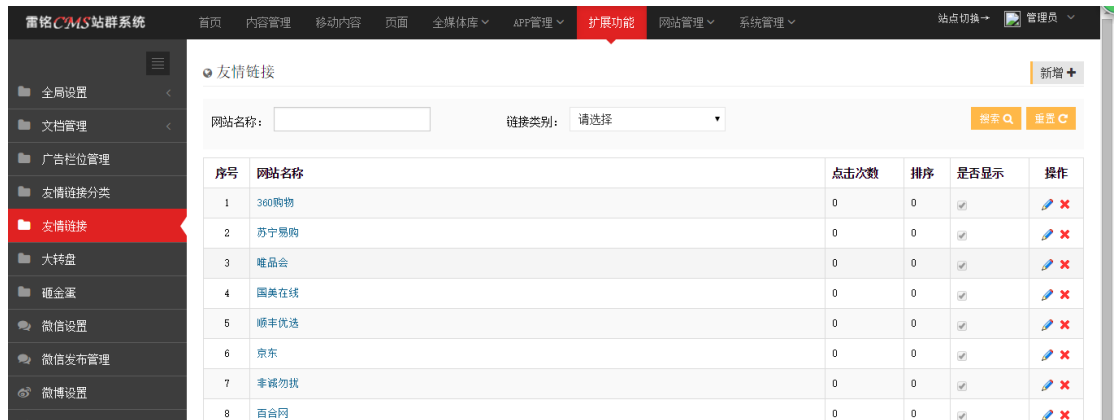 雷铭CMS站群系统 首页 内容管理 移动内容 页面 全媒体库 APP管理 扩展功能 网站管理 系统管理 站点切换→ 管理员
友情链接 新增
全局设置
文档管理
广告栏位管理
友情链接分类
友情链接
大转盘
砸金蛋
微信设置
微信发布管理
微博设置
网站名称： 链接类别： 请选择 搜索 重置
序号 网站名称 点击次数 排序 是否显示 操作
1 360购物 0 0
2 苏宁易购 0 0
3 唯品会 0 0
4 国美在线 0 0
5 顺丰优选 0 0
6 京东 0 0
7 非诚勿扰 0 0
8 百合网 0 0